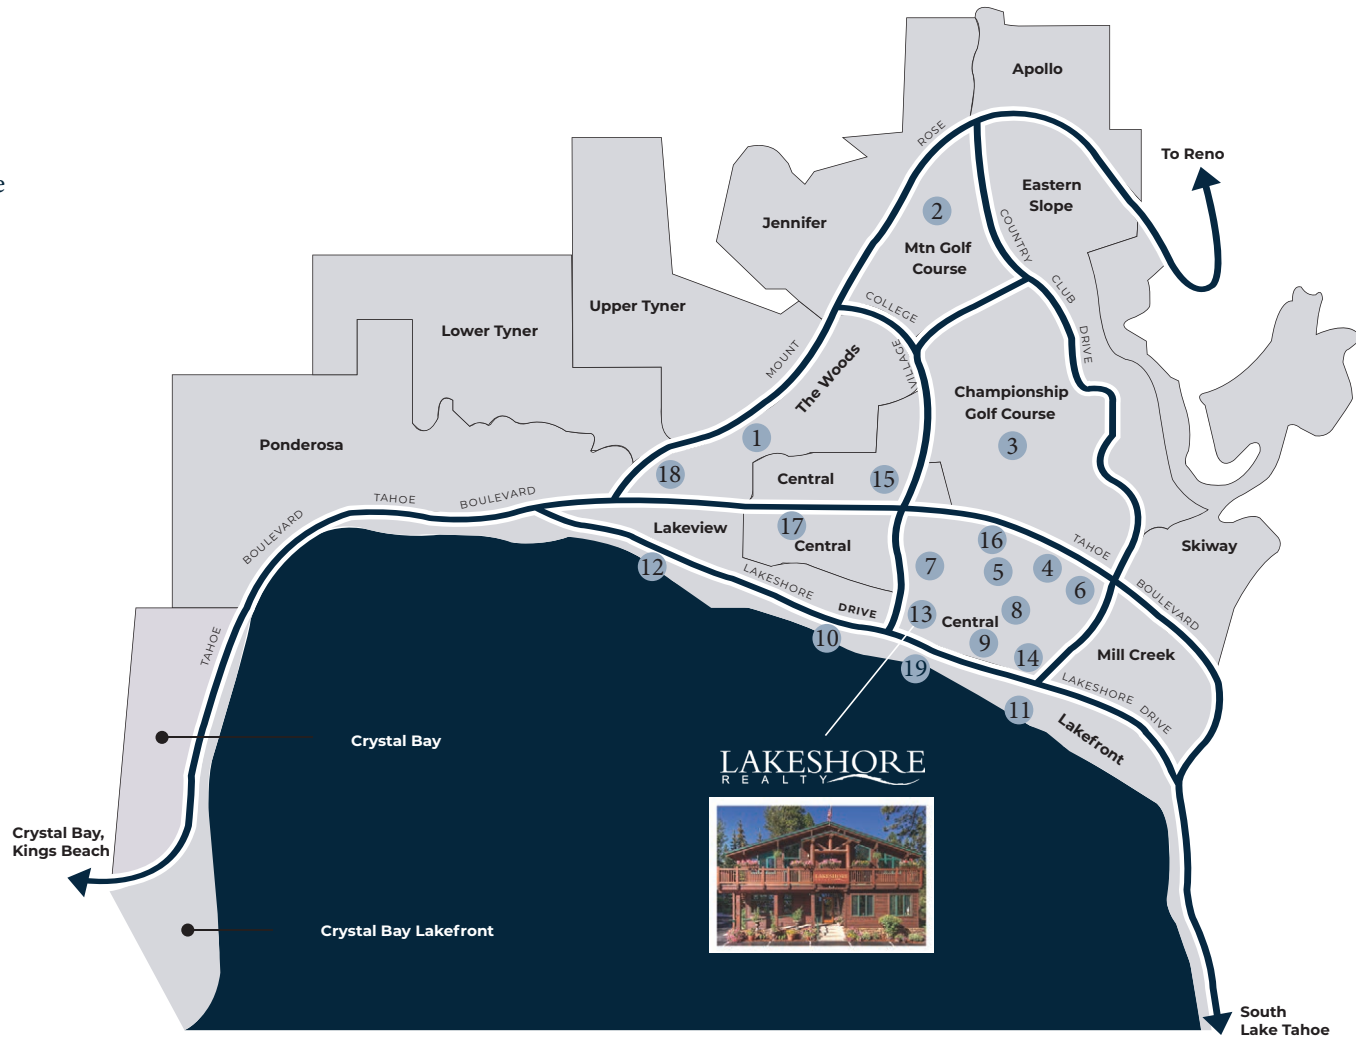 Apollo
ROSE
To Reno
e
Eastern
Slope
2
Jennifer
COUNTRY
Mtn Golf
Course
CLUB
Upper Tyner
COLLEGE
Lower Tyner
DRIVE
MOUNT
VILLAGE
The Woods
Championship
Golf Course
Ponderosa
1
3
18
Central
15
TAHOE
BOULEVARD
BOULEVARD
Lakeview
17
Central
16
TAHOE
Skiway
12
7
5
4
6
LAKESHORE
DRIVE
BOULEVARD
13
8
Central
10
9
14
Mill Creek
TAHOE
19
LAKESHORE
DRIVE
11
Lakefront
Crystal Bay
LAKESHORE
REALTY
Crystal Bay,
Kings Beach
LAKESHORE
Crystal Bay Lakefront
South
Lake Tahoe